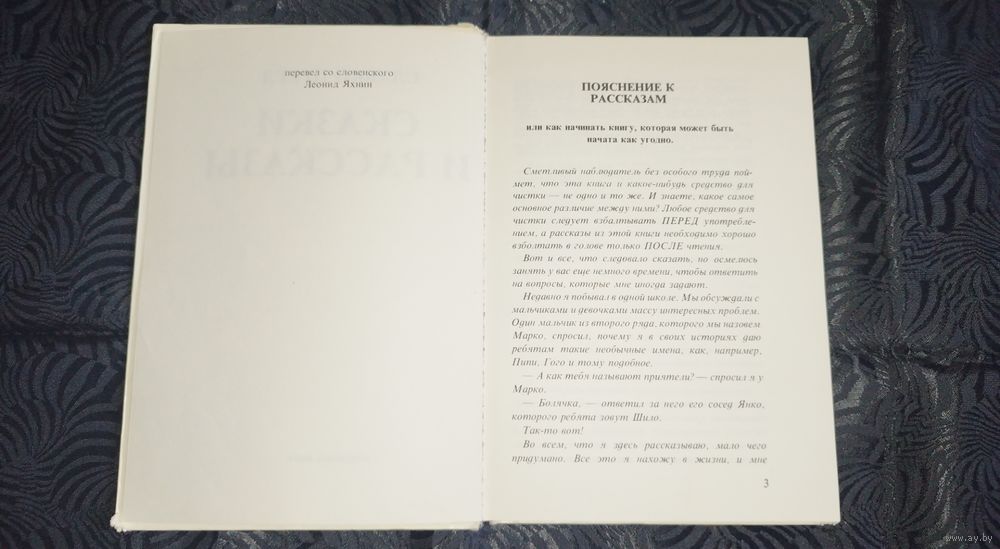 перевел со словенского
Леонид Яхнин
СКАЗКИ
И РАССКАЗЫ
ПОЯСНЕНИЕ К
РАССКАЗАМ
или как начинать книгу, которая может быть
начата как угодно.
Сметливый наблюдатель без особого труда пой-
мет, что эта книга и какое-нибудь средство для
чистки — не одно и то же. И знаете, какое самое
основное различие между ними? Любое средство для
чистки следует взбалтывать ПЕРЕД употребле-
нием, а рассказы из этой книги необходимо хорошо
взболтать в голове только ПОСЛЕ чтения.
Вот и все, что следовало сказать, но осмелюсь
занять у вас еще немного времени, чтобы ответить
на вопросы, которые мне иногда задают.
Недавно я побывал в одной школе. Мы обсуждали с
мальчиками и девочками массу интересных проблем.
Один мальчик из второго ряда, которого мы назовем
Марко, спросил, почему я в своих историях даю
ребятам такие необычные имена, как, например,
Пипи, Гого и тому подобное.
— А как тебя называют приятели? — спросил я у
Марко.
— Болячка, — ответил за него его сосед Янко,
которого ребята зовут Шило.
Так-то вот!
Во всем, что я здесь рассказываю, мало чего
придумано. Все это я нахожу в жизни, и мне
3
www.ay.by